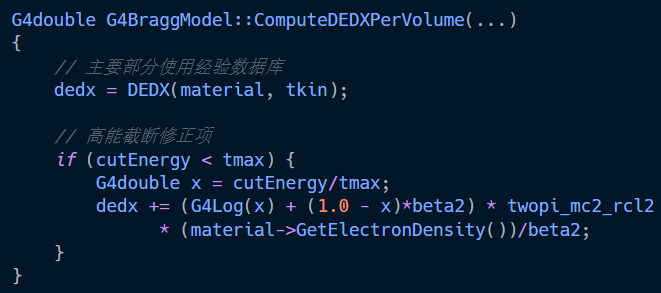 G4double G4BraggModel::ComputeDEDXPerVolume(...)
{
    // 主要部分使用经验数据库
    dedx = DEDX(material, tkin);

    // 高能截断修正项
    if (cutEnergy < tmax) {
        G4double x = cutEnergy/tmax;
        dedx += (G4Log(x) + (1.0 - x)*beta2) * twopi_mc2_rcl2
              * (material->GetElectronDensity())/beta2;
    }
}